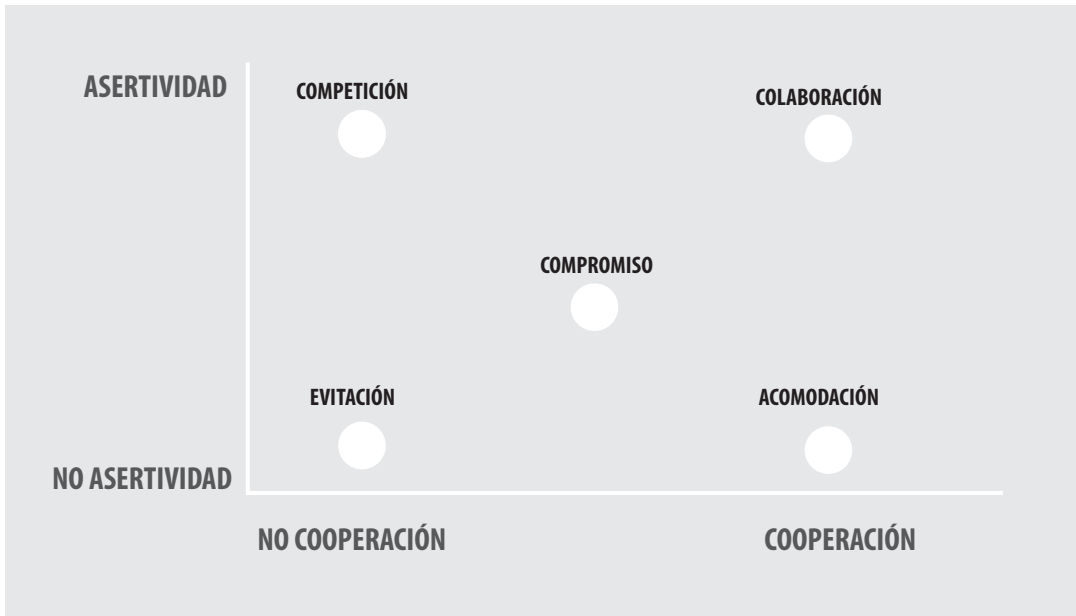 ASERTIVIDAD
COMPETICIÓN
COLABORACIÓN
COMPROMISO
EVITACIÓN
ACOMODACIÓN
NO ASERTIVIDAD
NO COOPERACIÓN
COOPERACIÓN